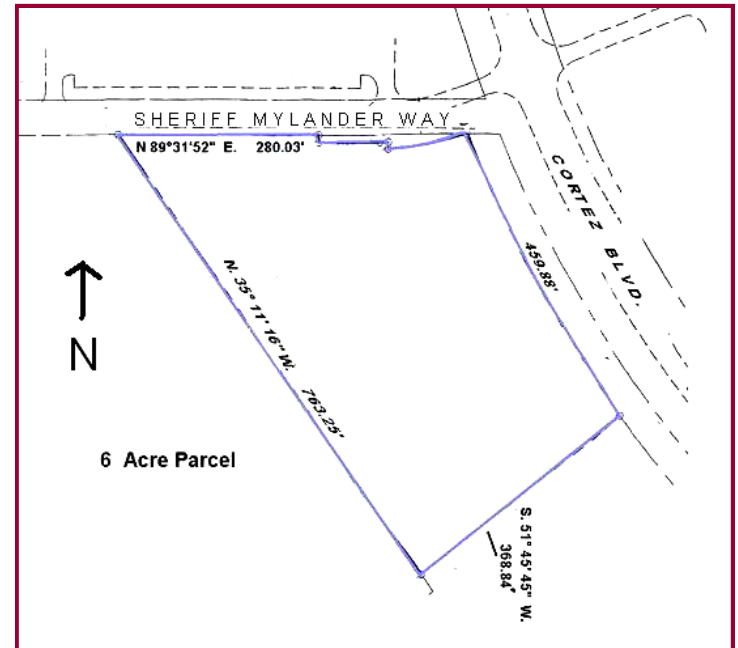 SHERIFF MYLANDER WAY
N 89°31'52" E. 280.03'
CORTEZ BLVD.
459.88'
N. 35° 11' 16" W. 763.25'
N
6 Acre Parcel
S. 51° 45' 45" W.
368.84'